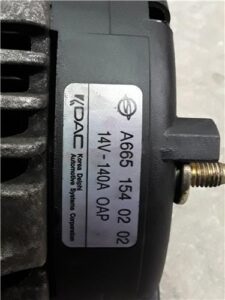 A665 154 02 02
14V-140A OAP
KDAC
Korea Delphi
Automotive Systems Corporation